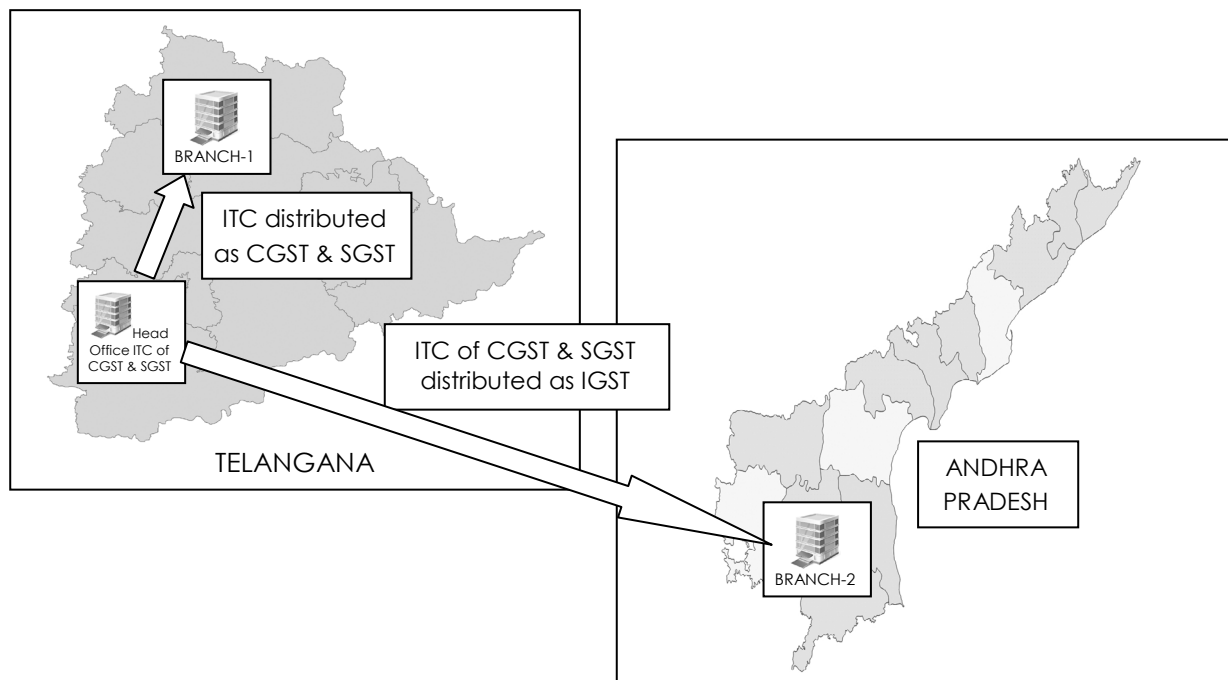 BRANCH-1
ITC distributed
as CGST & SGST
Head
Office ITC of
CGST & SGST
ITC of CGST & SGST
distributed as IGST
TELANGANA
ANDHRA
PRADESH
BRANCH-2